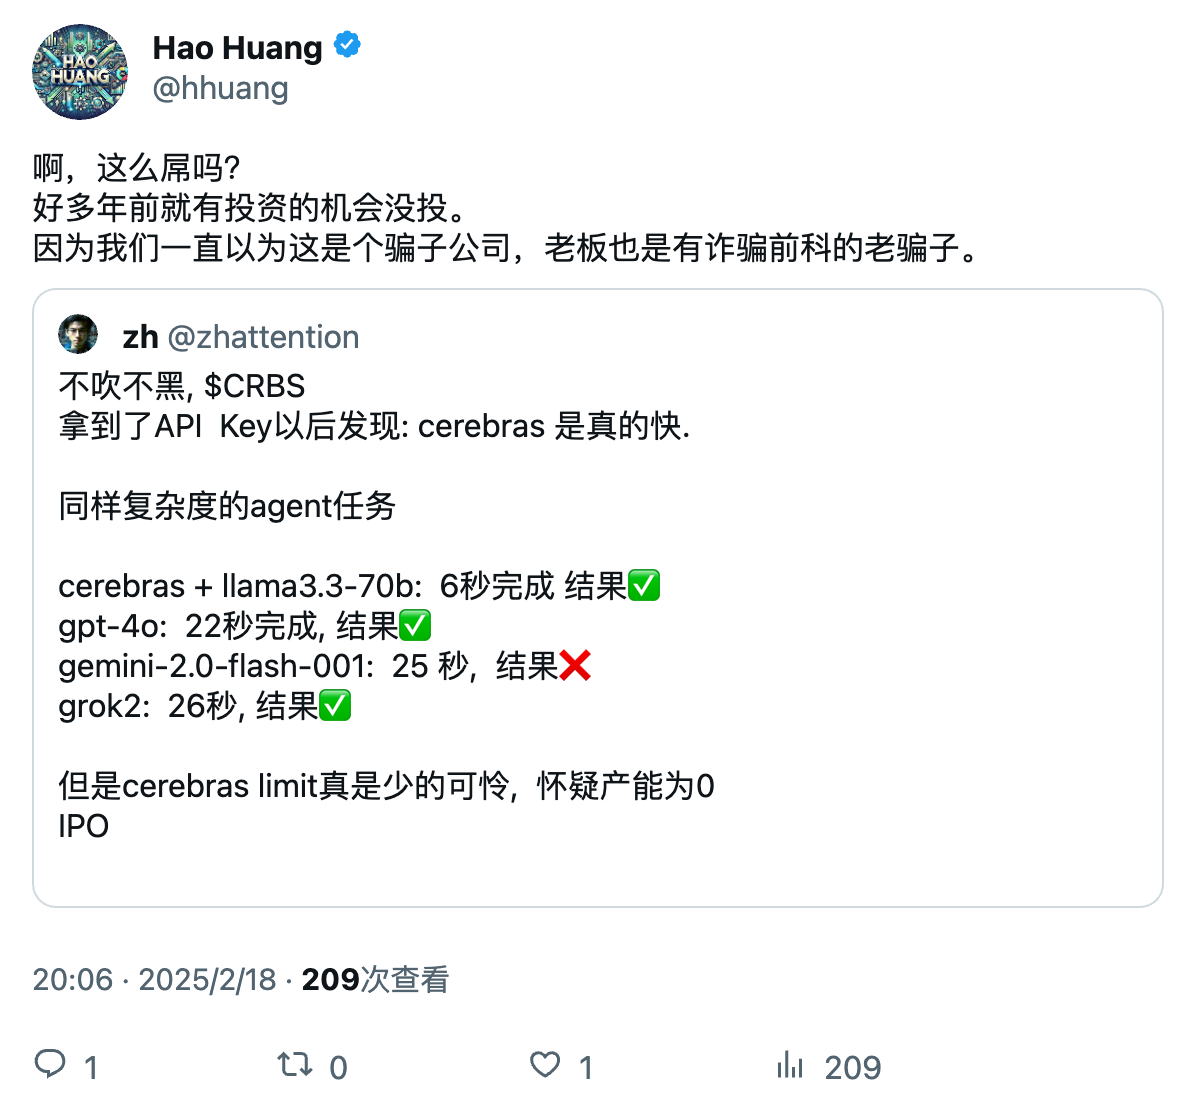 HAO
HUANG
Hao Huang
@hhuang
啊，这么屌吗?
好多年前就有投资的机会没投。
因为我们一直以为这是个骗子公司，老板也是有诈骗前科的老骗子。
zh @zhattention
不吹不黑, $CRBS
拿到了API  Key以后发现: cerebras 是真的快.
同样复杂度的agent任务
cerebras + llama3.3-70b:  6秒完成 结果✅
gpt-4o:  22秒完成, 结果✅
gemini-2.0-flash-001:  25 秒,  结果❌
grok2:  26秒, 结果✅
但是cerebras limit真是少的可怜,  怀疑产能为0
IPO
20:06 · 2025/2/18 · 209次查看
1 0 1 209